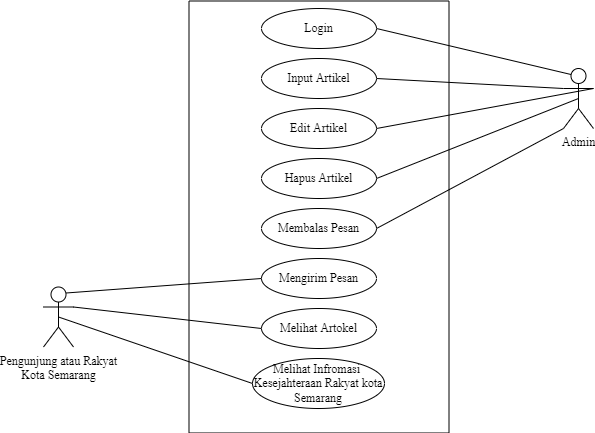 Login
Input Artikel
Edit Artikel
Hapus Artikel
Membalas Pesan
Admin
Mengirim Pesan
Melihat Artokel
Melihat Infromasi
Kesejahteraan Rakyat kota
Semarang
Pengunjung atau Rakyat
Kota Semarang